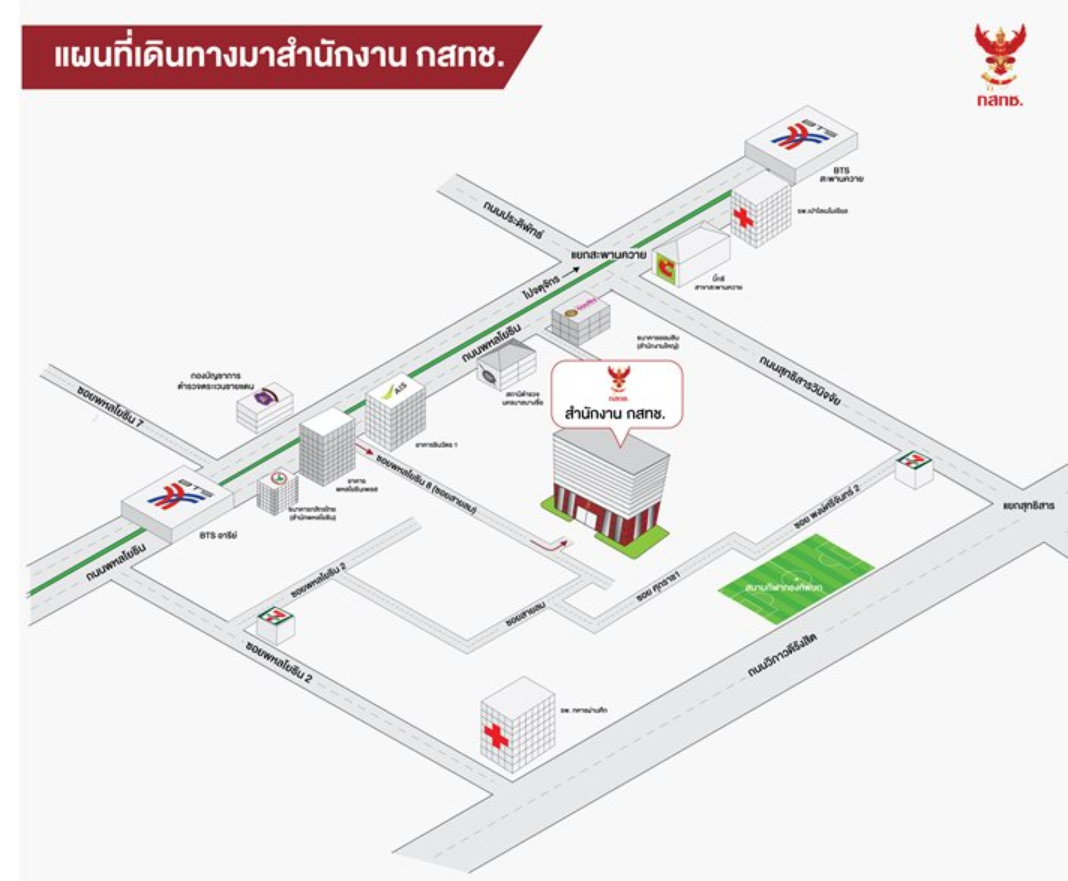 แผนที่เดินทางมาสำนักงาน กสทช.
กสทช.
BTS
BTS
สะพานควาย
รพ.เปาโลเมโมเรียล
ถนนประดิพัทธ์
แยกสะพานควาย
บิ๊กซี
สาขาสะพานควาย
ไปจตุจักร
ออมสิน
ถนนพหลโยธิน
ธนาคารออมสิน
(สำนักงานใหญ่)
ถนนสุทธิสารวินิจฉัย
กสทช.
สำนักงาน กสทช.
สถานีตำรวจ
นครบาลบางซื่อ
กองบัญชาการ
ตำรวจตระเวนชายแดน
ซอยพหลโยธิน 7
AIS
อาคารชินวัตร 1
อาคาร
พหลโยธินเพลส
ซอยพหลโยธิน 8 (ซอยสายลม)
7
ซอย พงษ์ศรีจันทร์ 2
แยกสุทธิสาร
BTS
BTS อารีย์
ธนาคารกสิกรไทย
(สำนักพหลโยธิน)
ถนนพหลโยธิน
ซอยพหลโยธิน 2
สนามกีฬากองทัพบก
ซอย ศุภราช1
ซอยสายลม
7
ซอยพหลโยธิน 2
ถนนวิภาวดีรังสิต
รพ. ทหารผ่านศึก